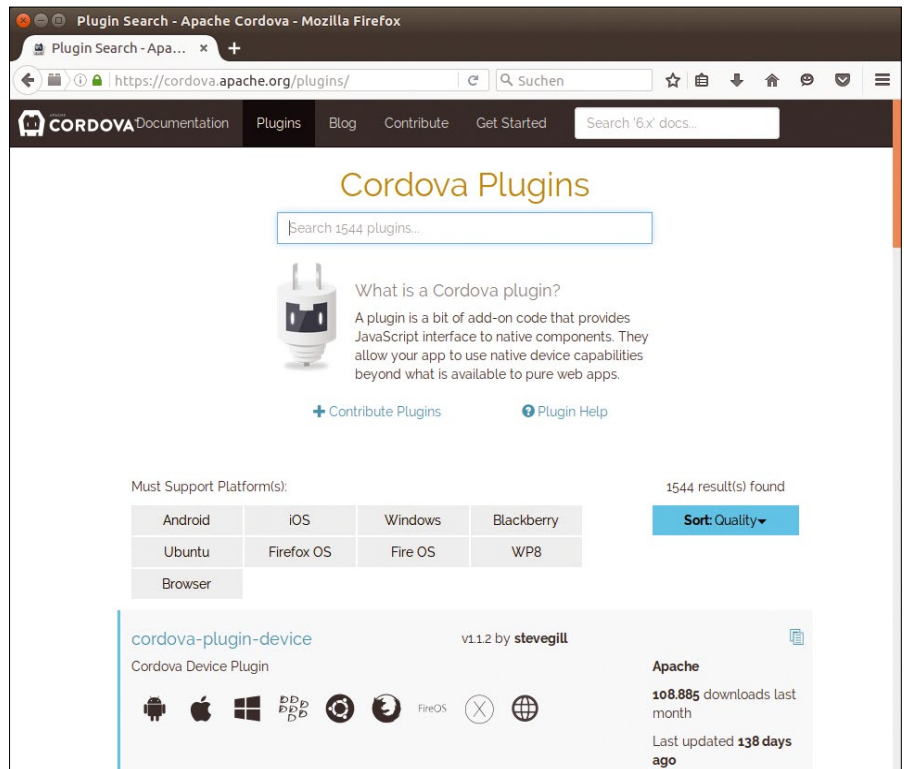 Plugin Search - Apache Cordova - Mozilla Firefox
Plugin Search - Apa... × +
https://cordova.apache.org/plugins/ Suchen
APACHE
CORDOVA Documentation Plugins Blog Contribute Get Started Search '6.x' docs...
Cordova Plugins
Search 1544 plugins...
What is a Cordova plugin?
A plugin is a bit of add-on code that provides
JavaScript interface to native components. They
allow your app to use native device capabilities
beyond what is available to pure web apps.
Contribute Plugins Plugin Help
Must Support Platform(s): 1544 result(s) found
Android iOS Windows Blackberry Sort: Quality
Ubuntu Firefox OS Fire OS WP8
Browser
cordova-plugin-device v1.1.2 by stevegill
Cordova Device Plugin Apache
FireOS
108.885 downloads last
month
Last updated 138 days
ago